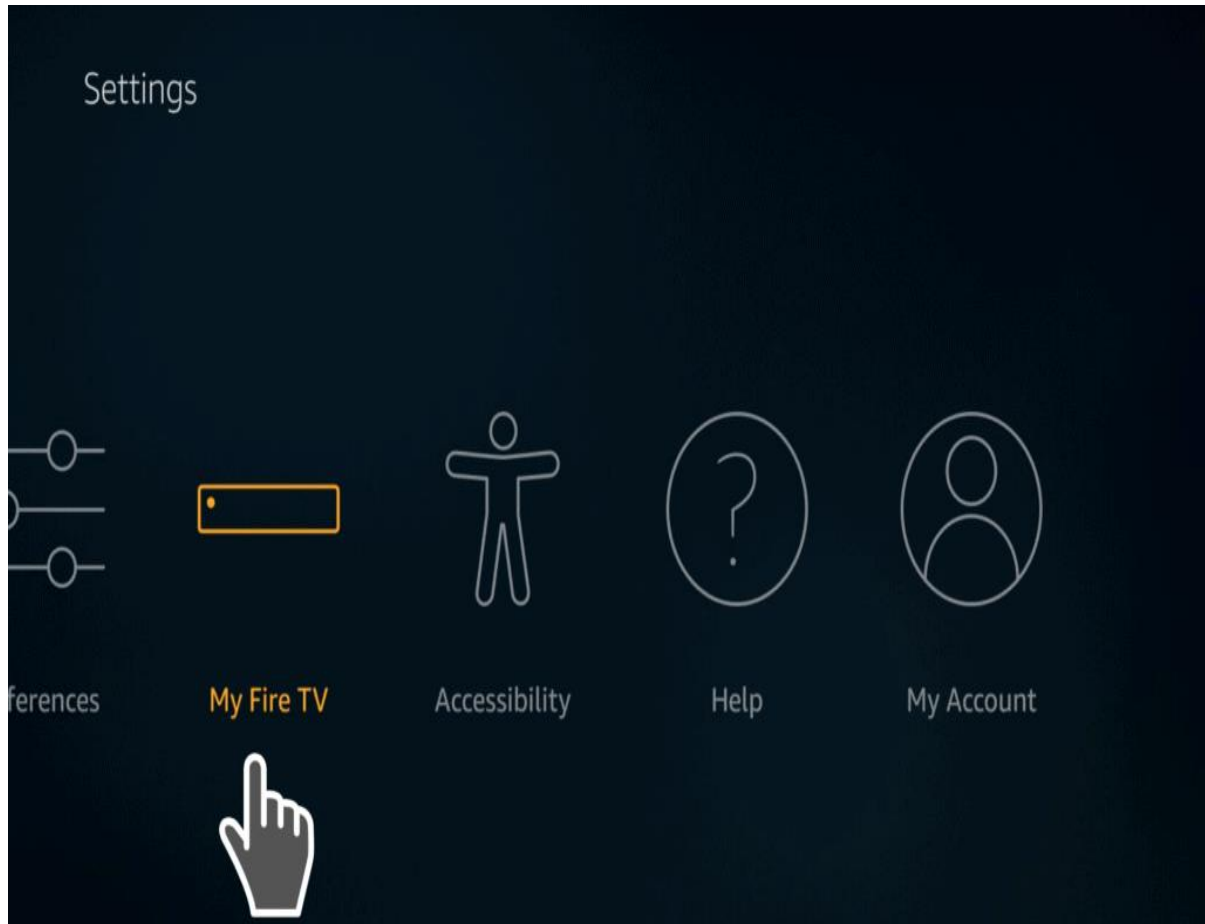 Settings
ferences
My Fire TV
Accessibility
Help
My Account